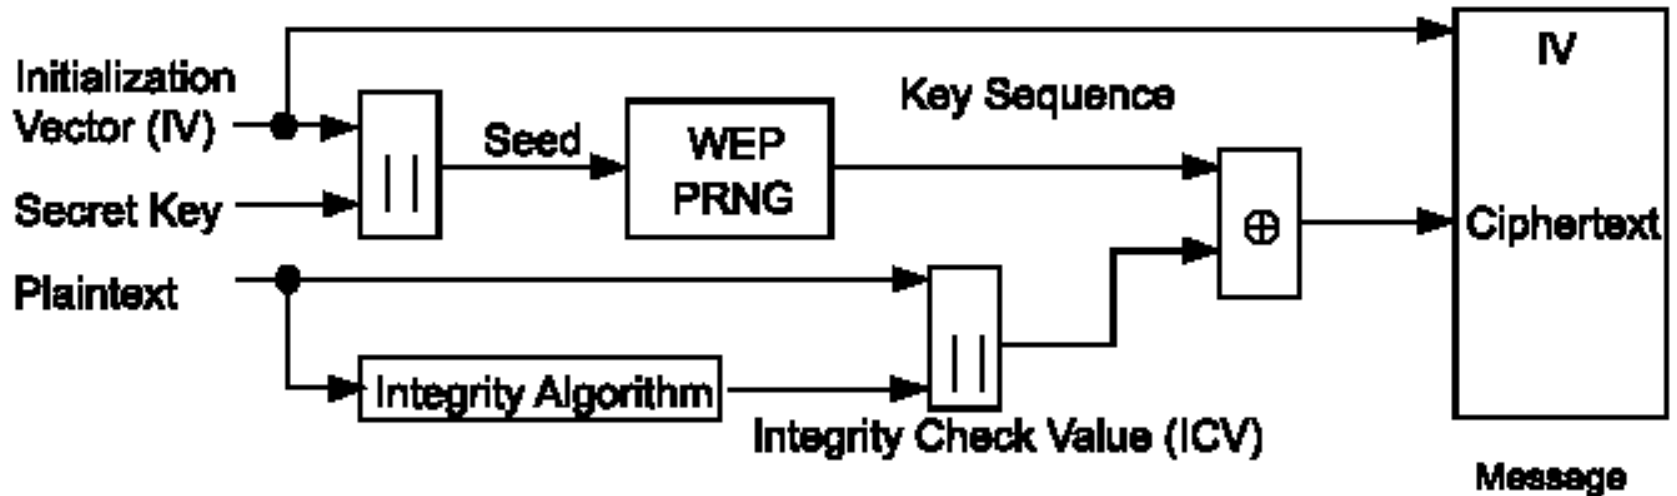 IV
Initialization
Vector (IV)
Key Sequence
Seed
WEP
PRNG
||
Secret Key
⊕
Ciphertext
Plaintext
||
Integrity Algorithm
Integrity Check Value (ICV)
Message